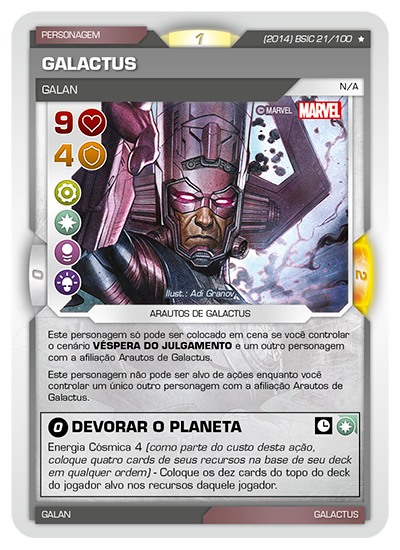 PERSONAGEM
1
(2014) BSIC 21/100 ★
GALACTUS
GALAN
N/A
9
© MARVEL
MARVEL
4
0
2
Ilust.: Adi Granov
ARAUTOS DE GALACTUS
Este personagem só pode ser colocado em cena se você controlar
o cenário VÉSPERA DO JULGAMENTO e um outro personagem
com a afiliação Arautos de Galactus.
Este personagem não pode ser alvo de ações enquanto você
controlar um único outro personagem com a afiliação Arautos de
Galactus.
0 DEVORAR O PLANETA
Energia Cósmica 4 (como parte do custo desta ação,
coloque quatro cards de seus recursos na base de seu deck
em qualquer ordem) - Coloque os dez cards do topo do deck
do jogador alvo nos recursos daquele jogador.
GALAN
GALACTUS